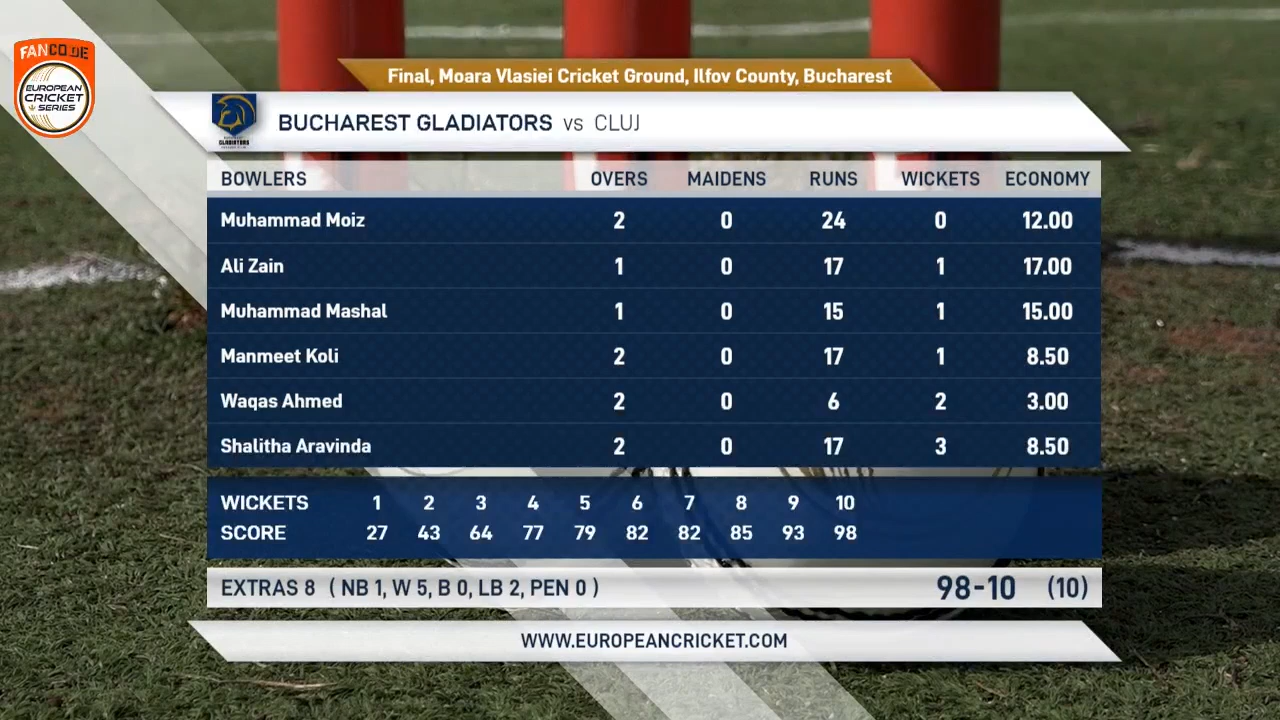 FANCODE
EUROPEAN
CRICKET
SERIES
Final, Moara Vlasiei Cricket Ground, Ilfov County, Bucharest
GLADIATORS
BUCHAREST GLADIATORS vs CLUJ
BOWLERS OVERS MAIDENS RUNS WICKETS ECONOMY
Muhammad Moiz 2 0 24 0 12.00
Ali Zain 1 0 17 1 17.00
Muhammad Mashal 1 0 15 1 15.00
Manmeet Koli 2 0 17 1 8.50
Waqas Ahmed 2 0 6 2 3.00
Shalitha Aravinda 2 0 17 3 8.50
WICKETS 1 2 3 4 5 6 7 8 9 10
SCORE 27 43 64 77 79 82 82 85 93 98
EXTRAS 8 ( NB 1, W 5, B 0, LB 2, PEN 0 ) 98-10 (10)
WWW.EUROPEANCRICKET.COM